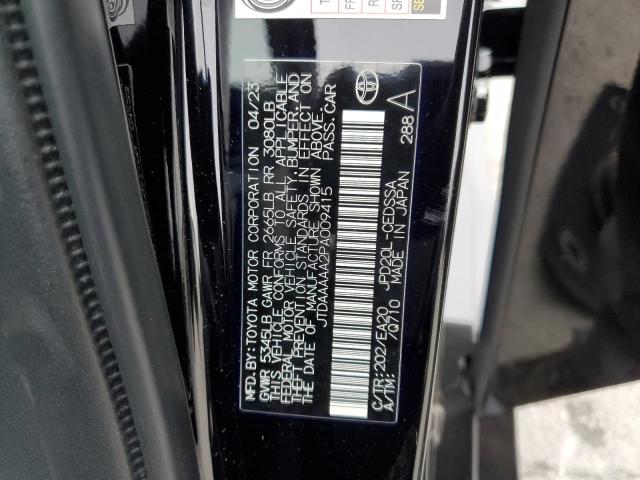 MFD.BY:TOYOTA MOTOR CORPORATION 04/23
GVWR 5345LB GAWR FR 2665LB RR 3080LB
THIS VEHICLE CONFORMS TO ALL APPLICABLE
FEDERAL MOTOR VEHICLE SAFETY, BUMPER, AND
THEFT PREVENTION STANDARDS IN EFFECT ON
THE DATE OF MANUFACTURE SHOWN ABOVE.
JTDAAAAA2PA009415 PASS.CAR
C/TR:202/EA20 JPD20L-CEDSSA
A/TM: /Q710 MADE IN JAPAN 288 A